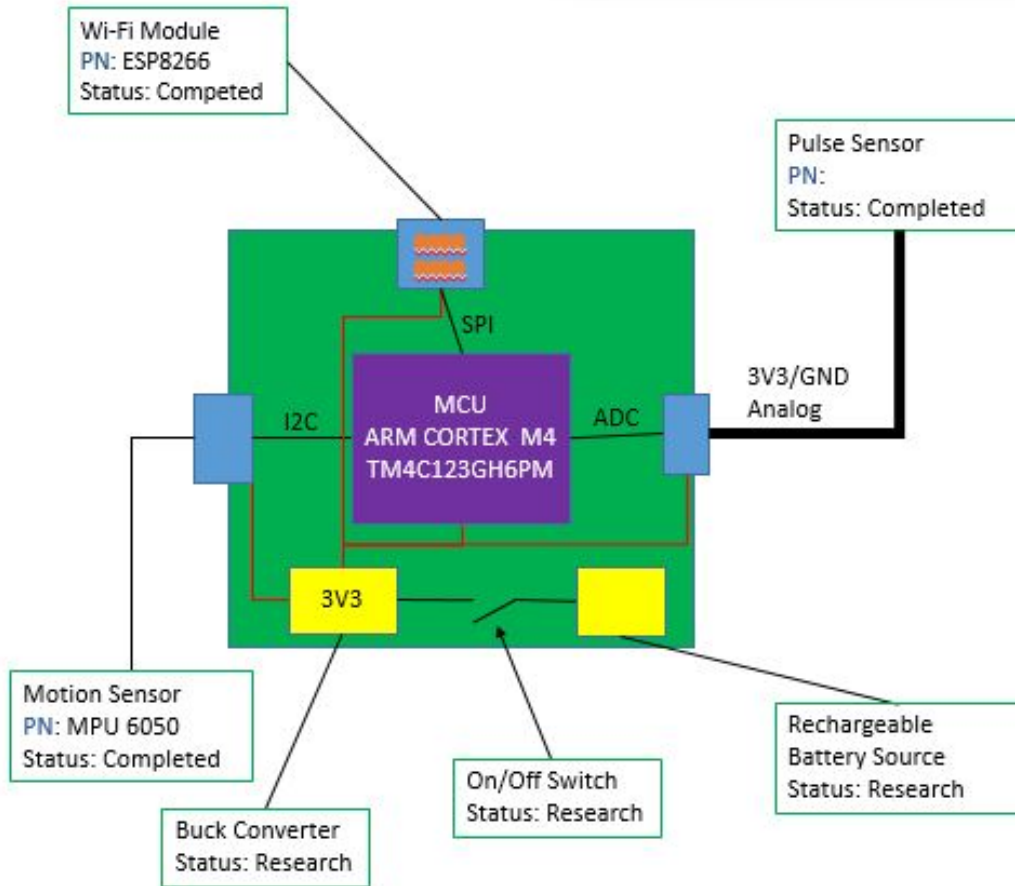 Wi-Fi Module
PN: ESP8266
Status: Competed
Pulse Sensor
PN:
Status: Completed
SPI
3V3/GND
Analog
I2C
MCU
ARM CORTEX M4
TM4C123GH6PM
ADC
3V3
Motion Sensor
PN: MPU 6050
Status: Completed
Buck Converter
Status: Research
On/Off Switch
Status: Research
Rechargeable
Battery Source
Status: Research